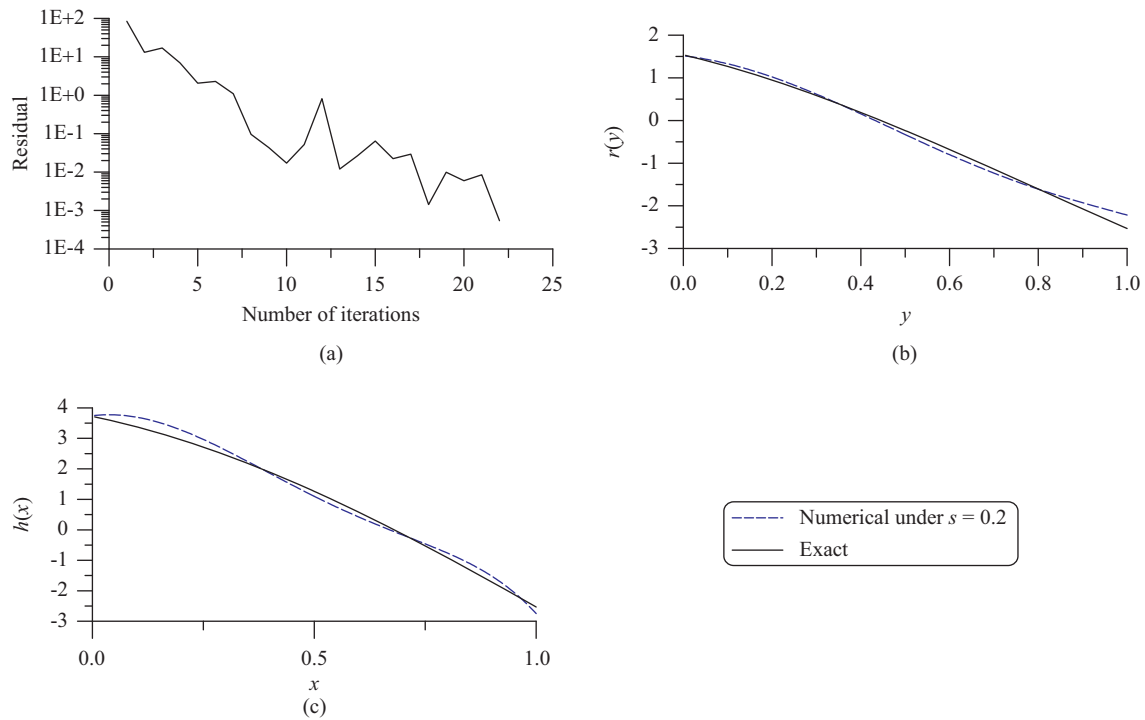 1E+2
1E+1
1E+0
1E-1
1E-2
1E-3
1E-4
Residual
0 5 10 15 20 25
Number of iterations
(a)
2
1
0
-1
-2
-3
r(y)
0.0 0.2 0.4 0.6 0.8 1.0
y
(b)
4
3
2
1
0
-1
-2
-3
h(x)
0.0 0.5 1.0
x
(c)
Numerical under s = 0.2
Exact